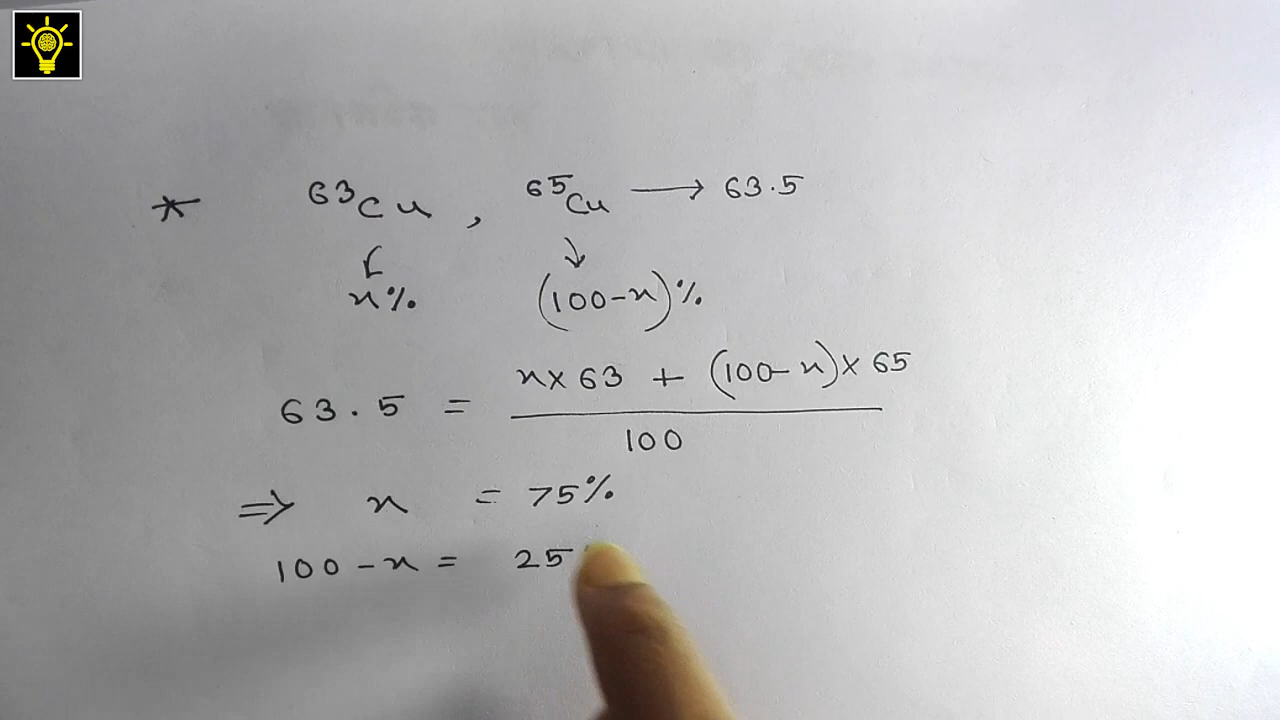 * ⁶³Cu , ⁶⁵Cu → 63.5
x% (100-x)%
63.5 = x×63 + (100-x)×65
100
⇒ x = 75%
100-x = 25